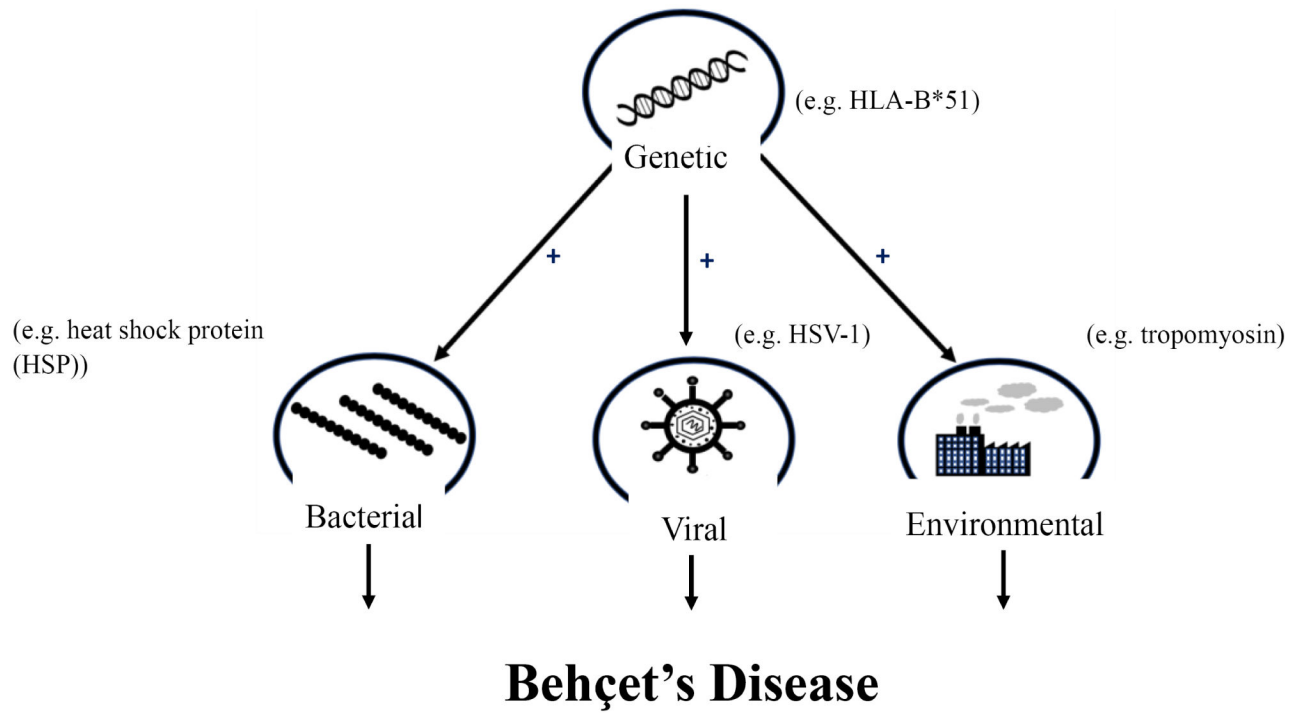 (e.g. HLA-B*51)
Genetic
+
+
+
(e.g. heat shock protein
(HSP))
(e.g. HSV-1)
(e.g. tropomyosin)
Bacterial
Viral
Environmental
Behçet’s Disease